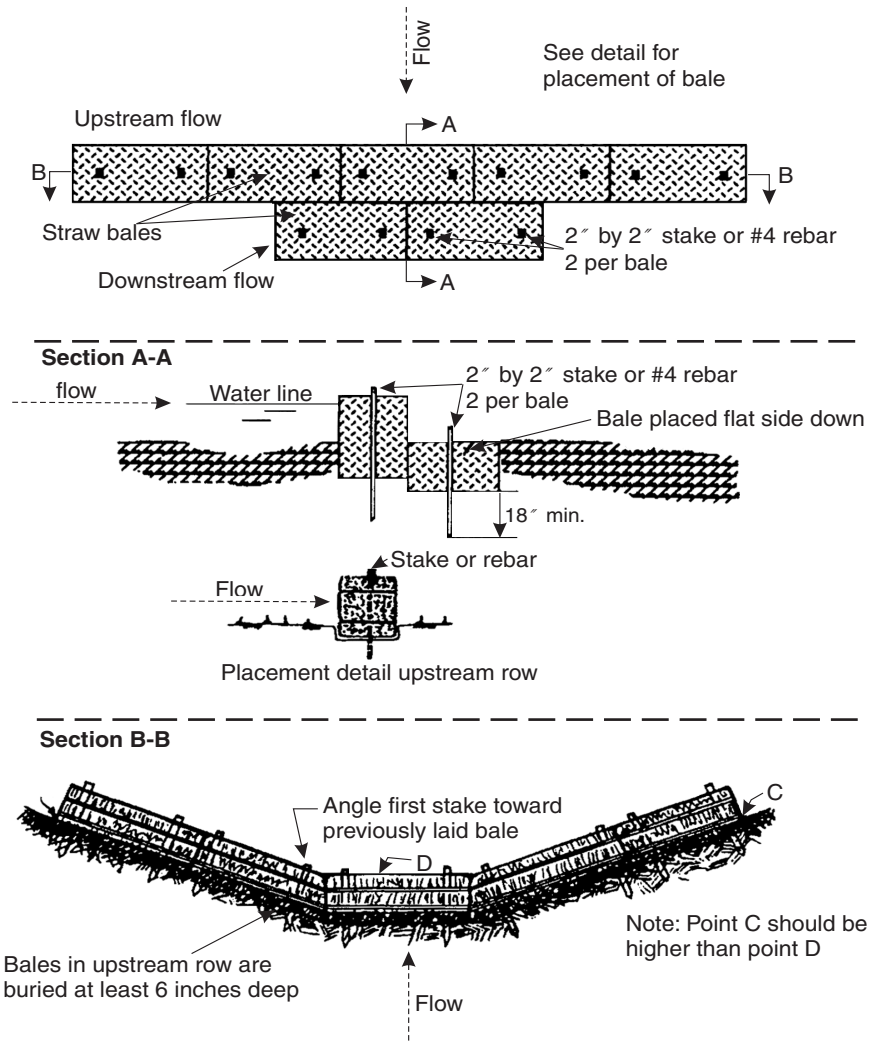 Flow
See detail for
placement of bale
Upstream flow
A
B
B
Straw bales
2″ by 2″ stake or #4 rebar
2 per bale
Downstream flow
A
Section A-A
flow
Water line
2″ by 2″ stake or #4 rebar
2 per bale
Bale placed flat side down
18″ min.
Stake or rebar
Flow
Placement detail upstream row
Section B-B
Angle first stake toward
previously laid bale
C
D
Note: Point C should be
higher than point D
Bales in upstream row are
buried at least 6 inches deep
Flow